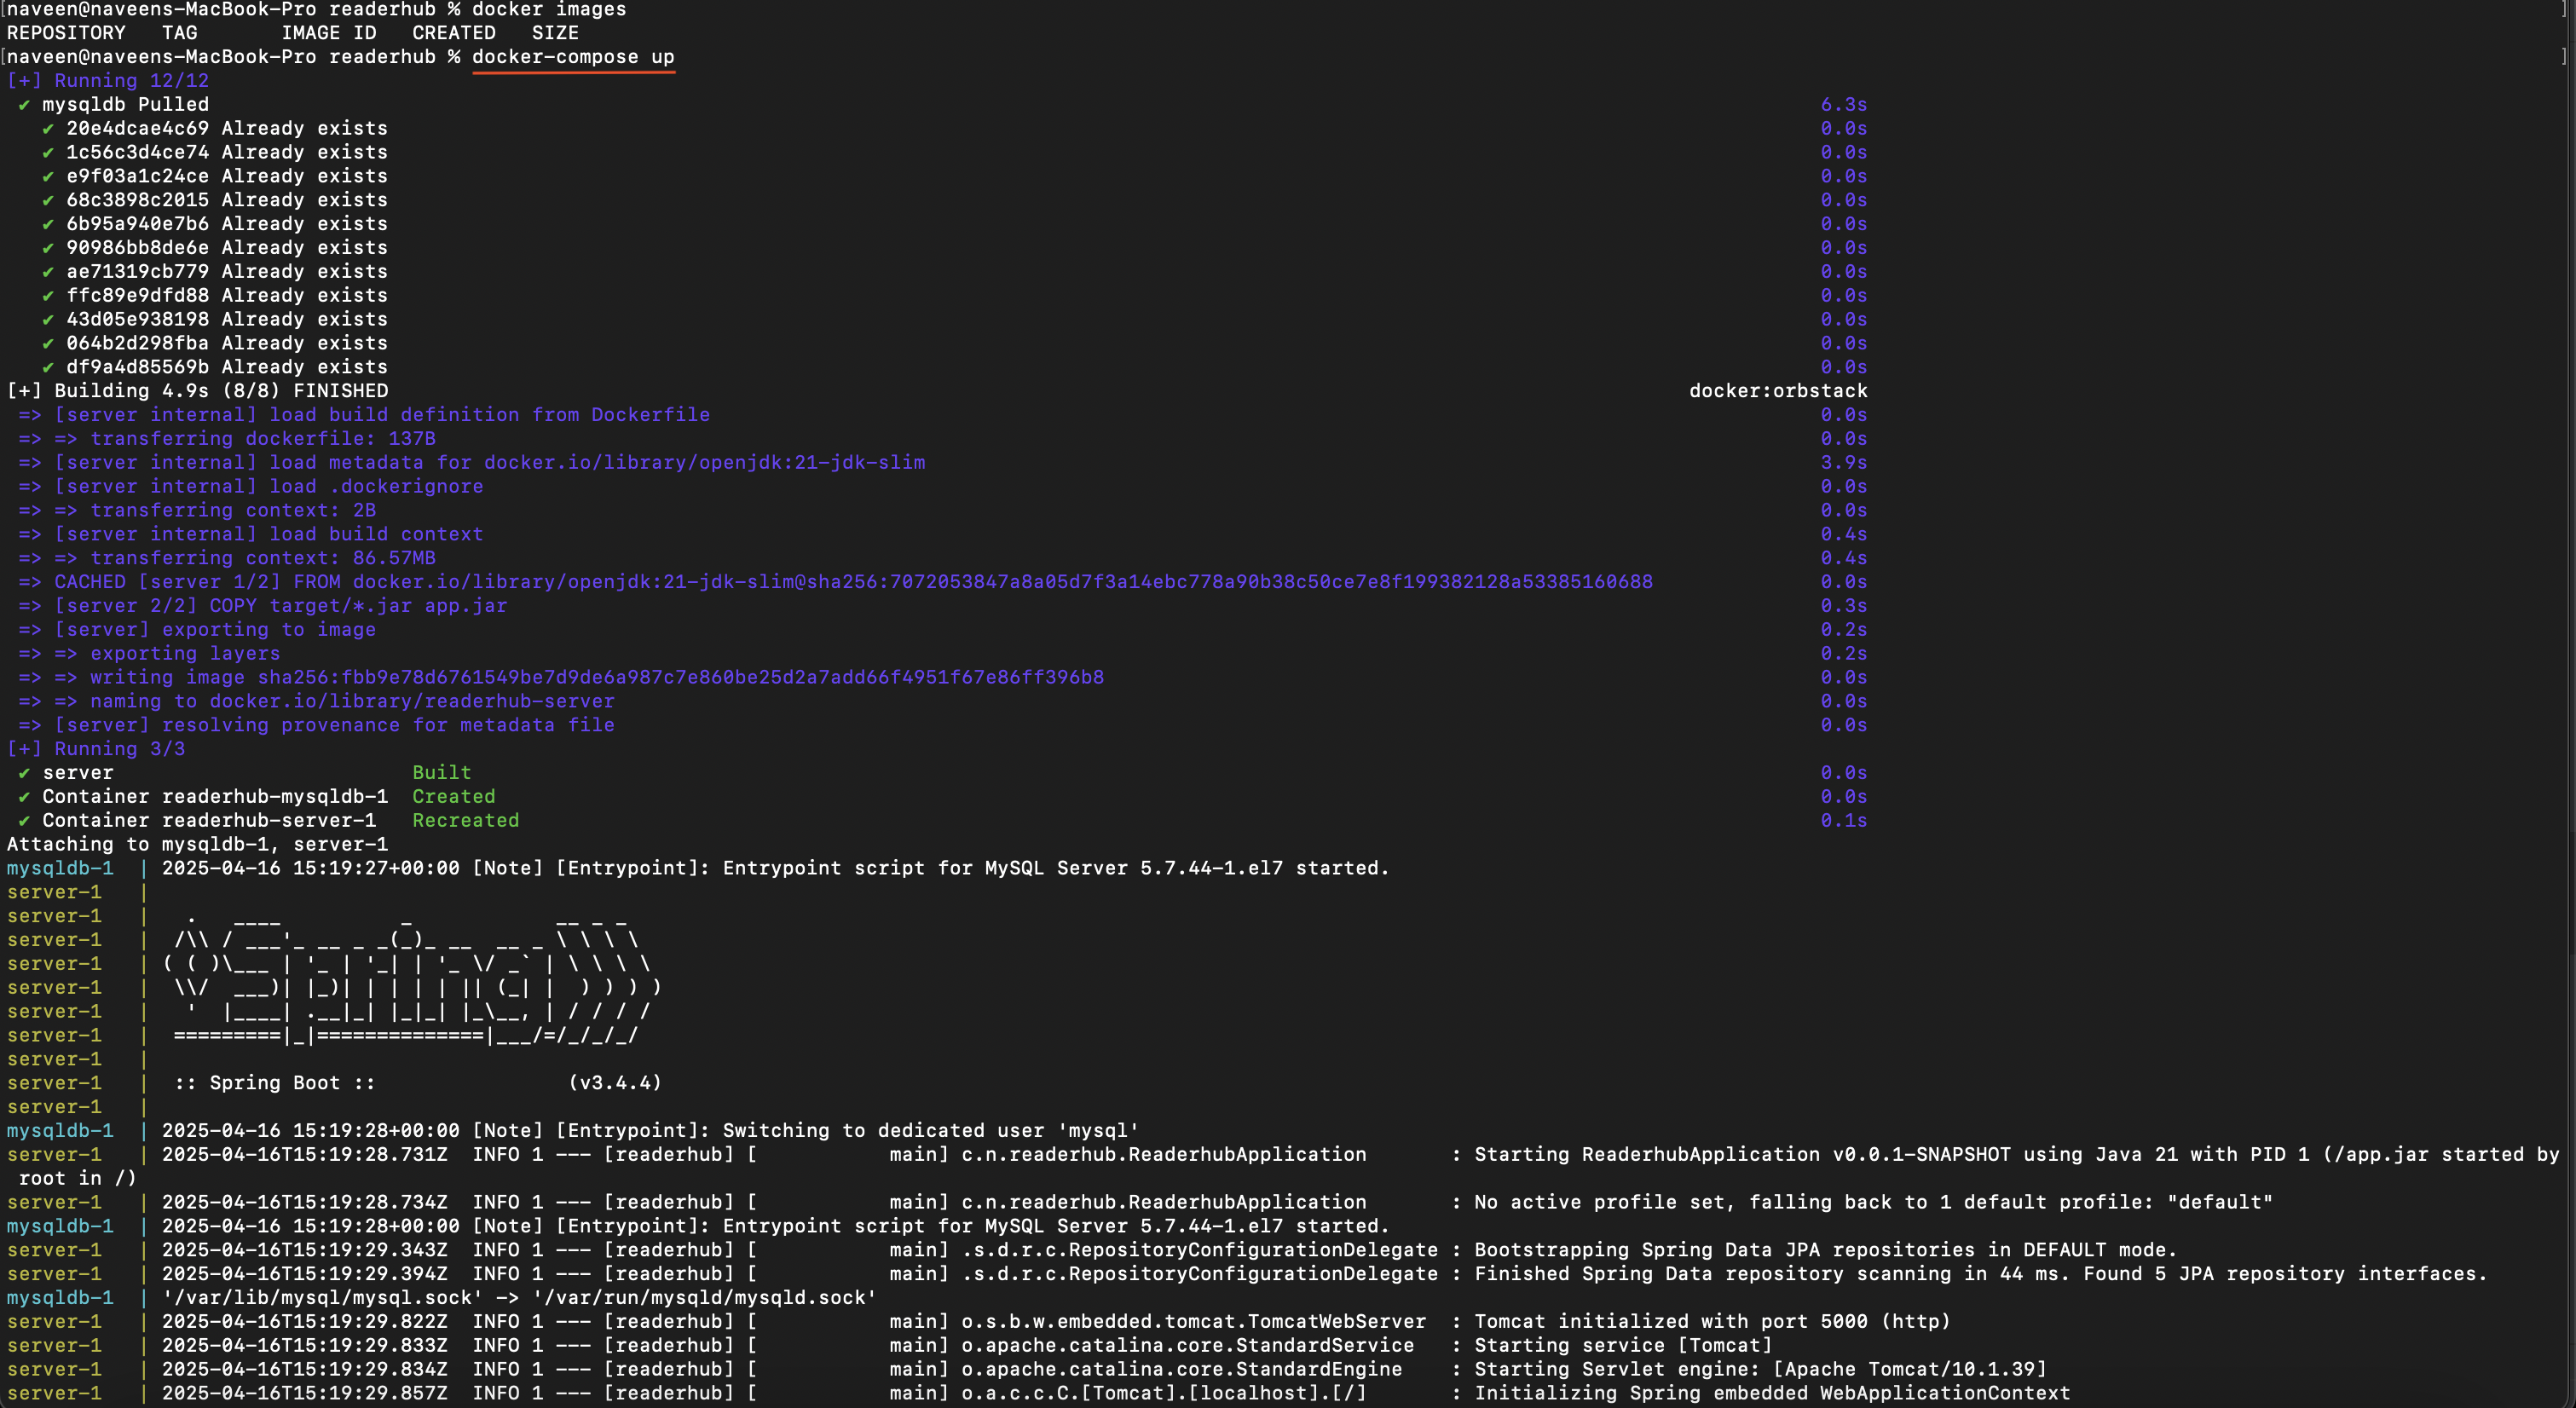 [naveen@naveens-MacBook-Pro readerhub % docker images ]
REPOSITORY   TAG       IMAGE ID   CREATED   SIZE
[naveen@naveens-MacBook-Pro readerhub % docker-compose up ]
[+] Running 12/12
 ✔ mysqldb Pulled 6.3s
   ✔ 20e4dcae4c69 Already exists 0.0s
   ✔ 1c56c3d4ce74 Already exists 0.0s
   ✔ e9f03a1c24ce Already exists 0.0s
   ✔ 68c3898c2015 Already exists 0.0s
   ✔ 6b95a940e7b6 Already exists 0.0s
   ✔ 90986bb8de6e Already exists 0.0s
   ✔ ae71319cb779 Already exists 0.0s
   ✔ ffc89e9dfd88 Already exists 0.0s
   ✔ 43d05e938198 Already exists 0.0s
   ✔ 064b2d298fba Already exists 0.0s
   ✔ df9a4d85569b Already exists 0.0s
[+] Building 4.9s (8/8) FINISHED docker:orbstack
 => [server internal] load build definition from Dockerfile 0.0s
 => => transferring dockerfile: 137B 0.0s
 => [server internal] load metadata for docker.io/library/openjdk:21-jdk-slim 3.9s
 => [server internal] load .dockerignore 0.0s
 => => transferring context: 2B 0.0s
 => [server internal] load build context 0.4s
 => => transferring context: 86.57MB 0.4s
 => CACHED [server 1/2] FROM docker.io/library/openjdk:21-jdk-slim@sha256:7072053847a8a05d7f3a14ebc778a90b38c50ce7e8f199382128a53385160688 0.0s
 => [server 2/2] COPY target/*.jar app.jar 0.3s
 => [server] exporting to image 0.2s
 => => exporting layers 0.2s
 => => writing image sha256:fbb9e78d6761549be7d9de6a987c7e860be25d2a7add66f4951f67e86ff396b8 0.0s
 => => naming to docker.io/library/readerhub-server 0.0s
 => [server] resolving provenance for metadata file 0.0s
[+] Running 3/3
 ✔ server                         Built 0.0s
 ✔ Container readerhub-mysqldb-1  Created 0.0s
 ✔ Container readerhub-server-1   Recreated 0.1s
Attaching to mysqldb-1, server-1
mysqldb-1  | 2025-04-16 15:19:27+00:00 [Note] [Entrypoint]: Entrypoint script for MySQL Server 5.7.44-1.el7 started.
server-1   |
server-1   |   .   ____          _            __ _ _
server-1   |  /\\ / ___'_ __ _ _(_)_ __  __ _ \ \ \ \
server-1   | ( ( )\___ | '_ | '_| | '_ \/ _` | \ \ \ \
server-1   |  \\/  ___)| |_)| | | | | || (_| |  ) ) ) )
server-1   |   '  |____| .__|_| |_|_| |_\__, | / / / /
server-1   |  =========|_|==============|___/=/_/_/_/
server-1   |
server-1   |  :: Spring Boot ::                (v3.4.4)
server-1   |
mysqldb-1  | 2025-04-16 15:19:28+00:00 [Note] [Entrypoint]: Switching to dedicated user 'mysql'
server-1   | 2025-04-16T15:19:28.731Z  INFO 1 --- [readerhub] [           main] c.n.readerhub.ReaderhubApplication       : Starting ReaderhubApplication v0.0.1-SNAPSHOT using Java 21 with PID 1 (/app.jar started by
 root in /)
server-1   | 2025-04-16T15:19:28.734Z  INFO 1 --- [readerhub] [           main] c.n.readerhub.ReaderhubApplication       : No active profile set, falling back to 1 default profile: "default"
mysqldb-1  | 2025-04-16 15:19:28+00:00 [Note] [Entrypoint]: Entrypoint script for MySQL Server 5.7.44-1.el7 started.
server-1   | 2025-04-16T15:19:29.343Z  INFO 1 --- [readerhub] [           main] .s.d.r.c.RepositoryConfigurationDelegate : Bootstrapping Spring Data JPA repositories in DEFAULT mode.
server-1   | 2025-04-16T15:19:29.394Z  INFO 1 --- [readerhub] [           main] .s.d.r.c.RepositoryConfigurationDelegate : Finished Spring Data repository scanning in 44 ms. Found 5 JPA repository interfaces.
mysqldb-1  | '/var/lib/mysql/mysql.sock' -> '/var/run/mysqld/mysqld.sock'
server-1   | 2025-04-16T15:19:29.822Z  INFO 1 --- [readerhub] [           main] o.s.b.w.embedded.tomcat.TomcatWebServer  : Tomcat initialized with port 5000 (http)
server-1   | 2025-04-16T15:19:29.833Z  INFO 1 --- [readerhub] [           main] o.apache.catalina.core.StandardService   : Starting service [Tomcat]
server-1   | 2025-04-16T15:19:29.834Z  INFO 1 --- [readerhub] [           main] o.apache.catalina.core.StandardEngine    : Starting Servlet engine: [Apache Tomcat/10.1.39]
server-1   | 2025-04-16T15:19:29.857Z  INFO 1 --- [readerhub] [           main] o.a.c.c.C.[Tomcat].[localhost].[/]       : Initializing Spring embedded WebApplicationContext